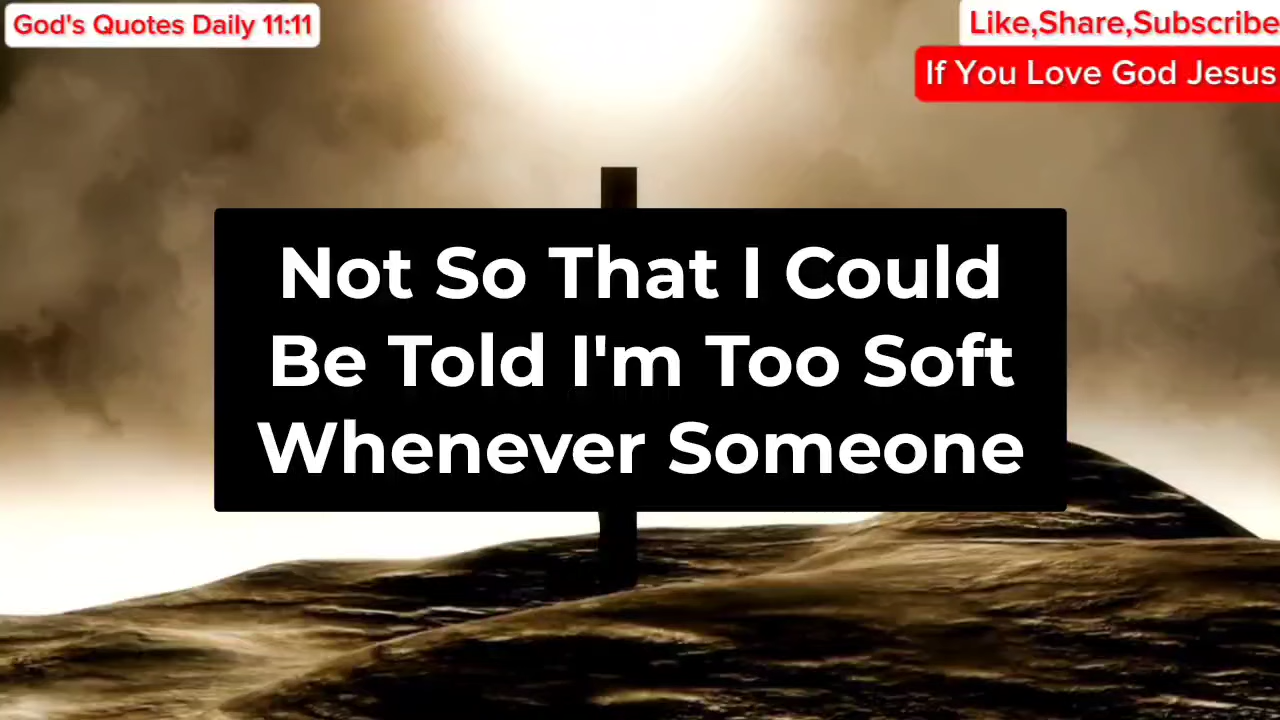 God's Quotes Daily 11:11
Like,Share,Subscribe
If You Love God Jesus
Not So That I Could
Be Told I'm Too Soft
Whenever Someone